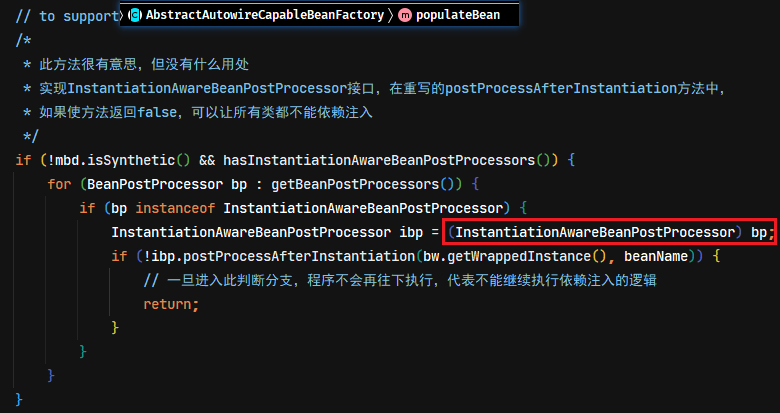 // to support AbstractAutowireCapableBeanFactory populateBean
/*
* 此方法很有意思，但没有什么用处
* 实现InstantiationAwareBeanPostProcessor接口，在重写的postProcessAfterInstantiation方法中，
* 如果使方法返回false，可以让所有类都不能依赖注入
*/
if (!mbd.isSynthetic() && hasInstantiationAwareBeanPostProcessors()) {
for (BeanPostProcessor bp : getBeanPostProcessors()) {
if (bp instanceof InstantiationAwareBeanPostProcessor) {
InstantiationAwareBeanPostProcessor ibp = (InstantiationAwareBeanPostProcessor) bp;
if (!ibp.postProcessAfterInstantiation(bw.getWrappedInstance(), beanName)) {
// 一旦进入此判断分支，程序不会再往下执行，代表不能继续执行依赖注入的逻辑
return;
}
}
}
}